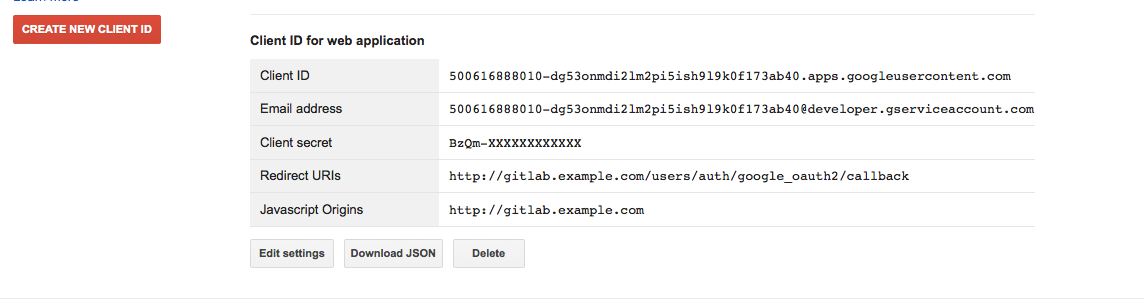 Learn more
CREATE NEW CLIENT ID
Client ID for web application
Client ID 500616888010-dg53onmdi2lm2pi5ish9l9k0f173ab40.apps.googleusercontent.com
Email address 500616888010-dg53onmdi2lm2pi5ish9l9k0f173ab40@developer.gserviceaccount.com
Client secret BzQm-XXXXXXXXXXXX
Redirect URIs http://gitlab.example.com/users/auth/google_oauth2/callback
Javascript Origins http://gitlab.example.com
Edit settings Download JSON Delete